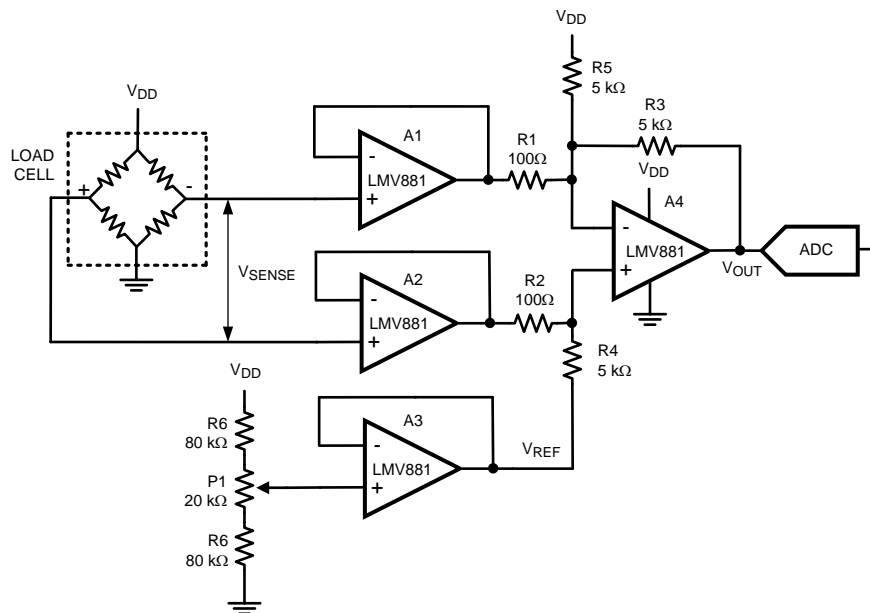 VDD
R5
5 kΩ
R3
5 kΩ
VDD
LOAD
CELL
+
-
A1
-
LMV881
+
R1
100Ω
VDD
A4
-
LMV881
+
VOUT
ADC
VSENSE
A2
-
LMV881
+
R2
100Ω
R4
5 kΩ
VDD
R6
80 kΩ
P1
20 kΩ
R6
80 kΩ
A3
-
LMV881
+
VREF